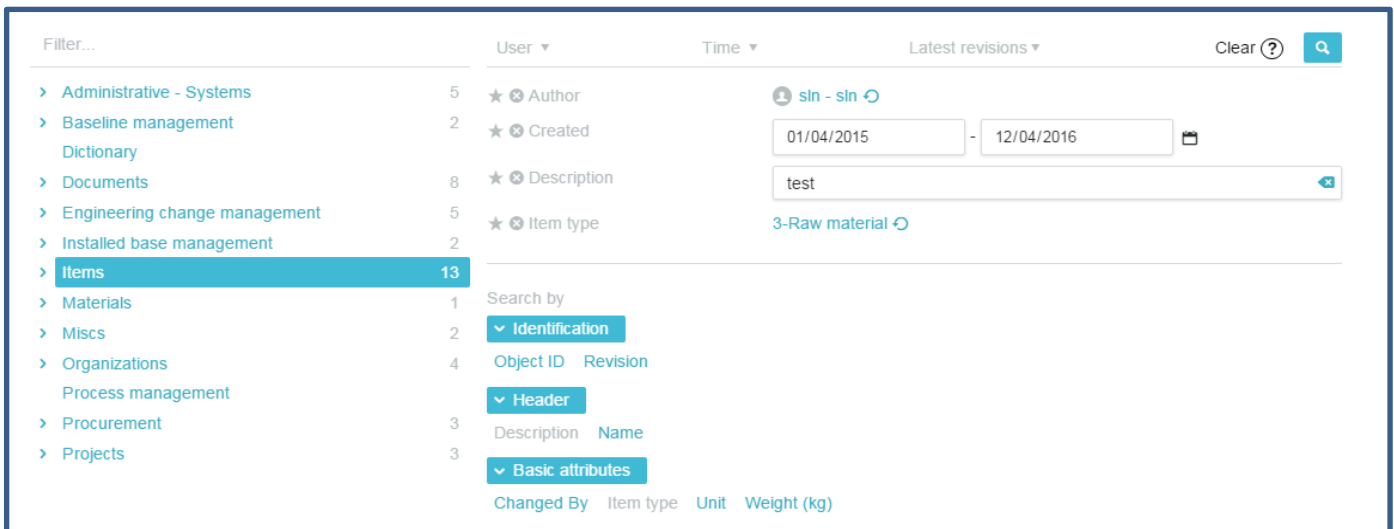 Filter...
Administrative - Systems 5
Baseline management 2
Dictionary
Documents 8
Engineering change management 5
Installed base management 2
Items 13
Materials 1
Miscs 2
Organizations 4
Process management
Procurement 3
Projects 3
User Time Latest revisions Clear ?
Author sln - sln
Created 01/04/2015 - 12/04/2016
Description test
Item type 3-Raw material
Search by
Identification
Object ID Revision
Header
Description Name
Basic attributes
Changed By Item type Unit Weight (kg)